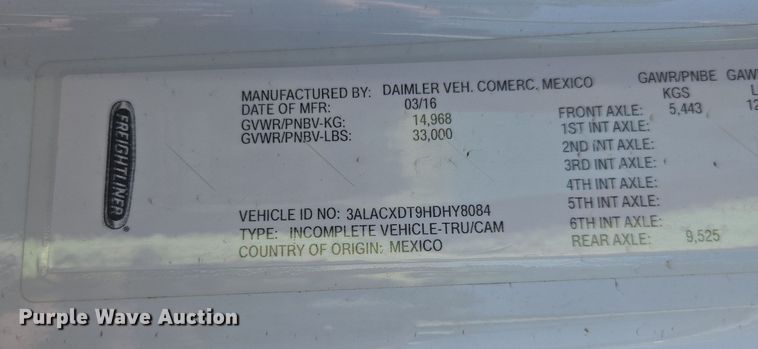 FREIGHTLINER
MANUFACTURED BY: DAIMLER VEH. COMERC. MEXICO
DATE OF MFR: 03/16
GVWR/PNBV-KG: 14,968
GVWR/PNBV-LBS: 33,000
VEHICLE ID NO: 3ALACXDT9HDHY8084
TYPE: INCOMPLETE VEHICLE-TRU/CAM
COUNTRY OF ORIGIN: MEXICO
GAWR/PNBE GAW
KGS L
FRONT AXLE: 5,443 12
1ST INT AXLE:
2ND INT AXLE:
3RD INT AXLE:
4TH INT AXLE:
5TH INT AXLE:
6TH INT AXLE:
REAR AXLE: 9,525
Purple Wave Auction